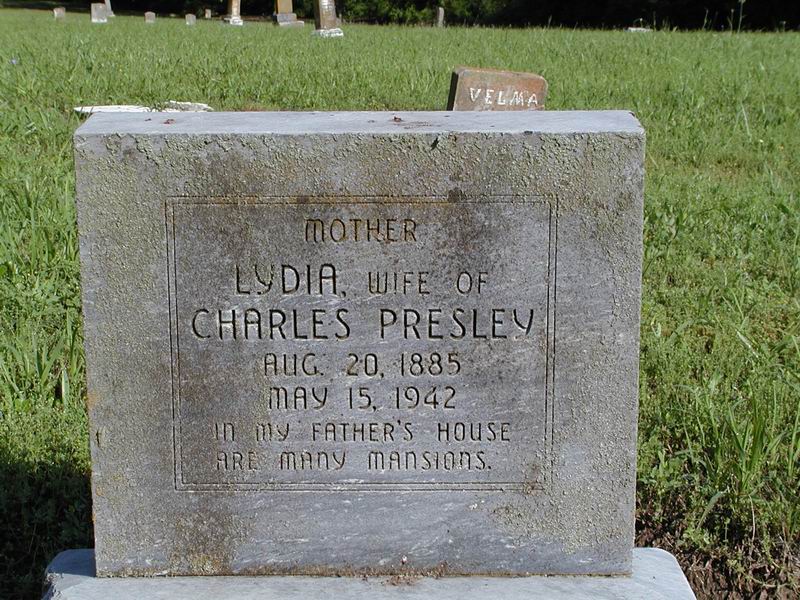 VELMA
MOTHER
LYDIA, WIFE OF
CHARLES PRESLEY
AUG. 20, 1885
MAY 15, 1942
IN MY FATHER'S HOUSE
ARE MANY MANSIONS.